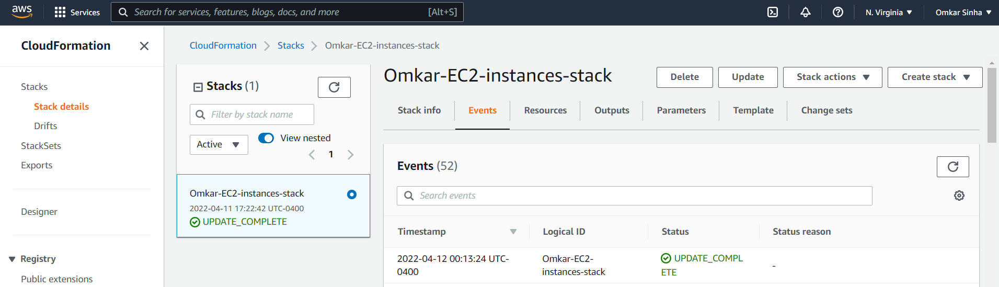 aws
Services
Search for services, features, blogs, docs, and more
[Alt+S]
N. Virginia
Omkar Sinha
CloudFormation
Stacks
Stack details
Drifts
StackSets
Exports
Designer
Registry
Public extensions
CloudFormation
Stacks
Omkar-EC2-instances-stack
Stacks (1)
Filter by stack name
Active
View nested
1
Omkar-EC2-instances-stack
2022-04-11 17:22:42 UTC-0400
UPDATE_COMPLETE
Omkar-EC2-instances-stack
Delete
Update
Stack actions
Create stack
Stack info
Events
Resources
Outputs
Parameters
Template
Change sets
Events (52)
Search events
Timestamp
Logical ID
Status
Status reason
2022-04-12 00:13:24 UTC-
0400
Omkar-EC2-
instances-stack
UPDATE_COMPL
ETE
-